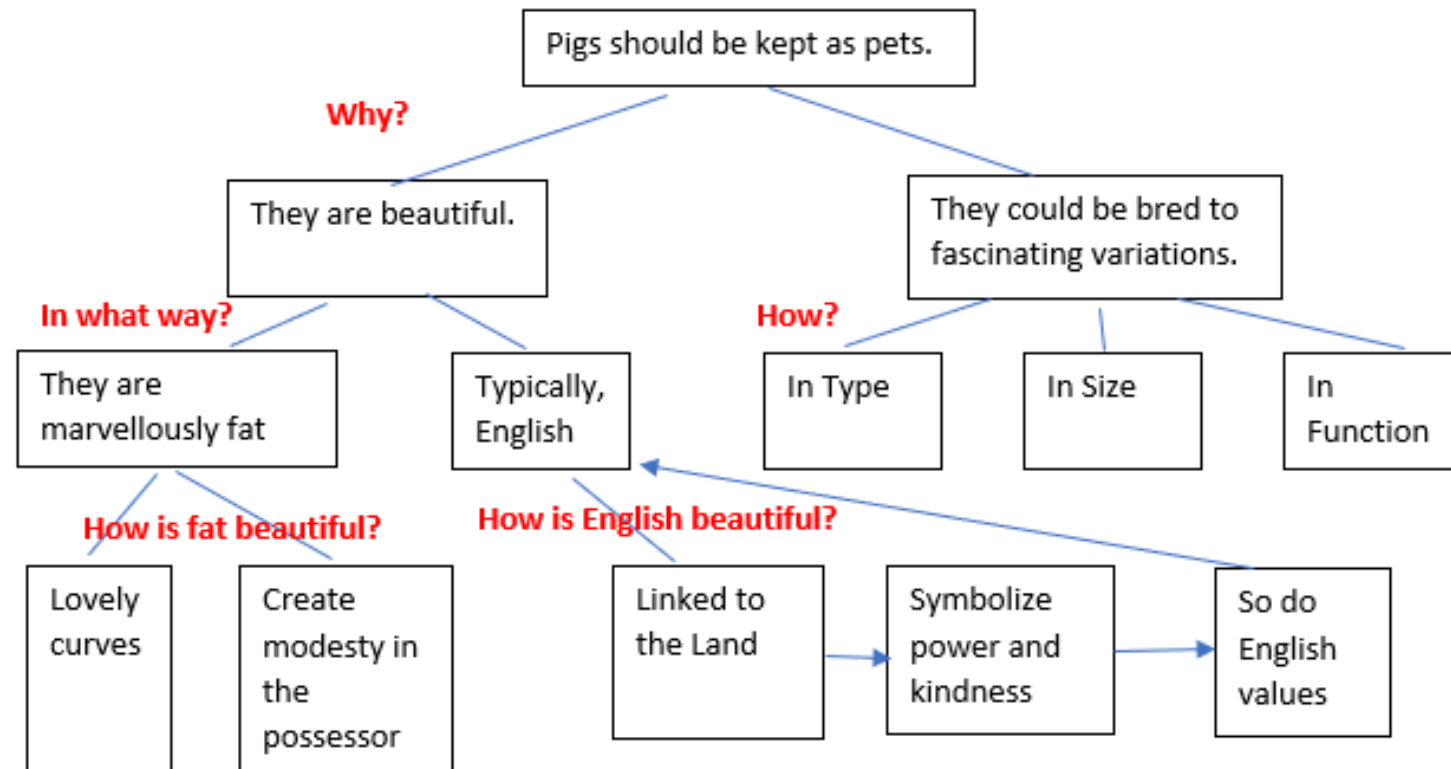 Pigs should be kept as pets.
Why?
They are beautiful.
They could be bred to
fascinating variations.
In what way?
How?
They are
marvellously fat
Typically,
English
In Type
In Size
In
Function
How is fat beautiful?
How is English beautiful?
Lovely
curves
Create
modesty in
the
possessor
Linked to
the Land
Symbolize
power and
kindness
So do
English
values